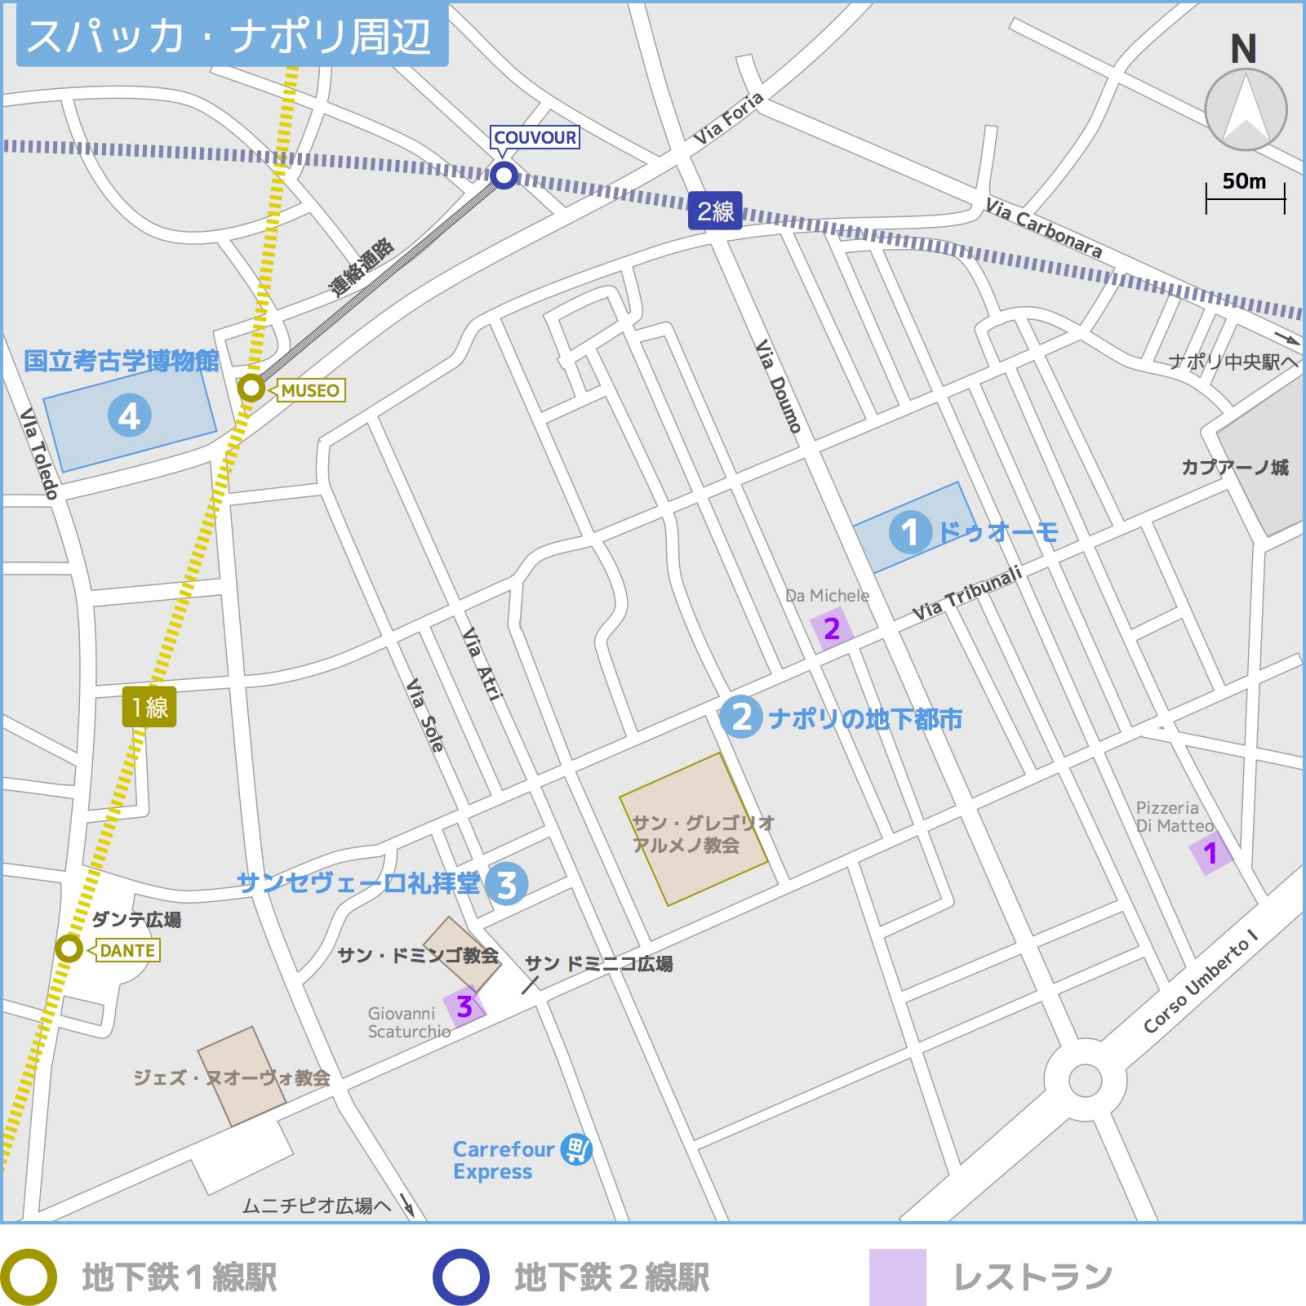 スパッカ・ナポリ周辺
N
50m
COUVOUR
Via Foria
2線
Via Carbonara
連絡通路
ナポリ中央駅へ
国立考古学博物館
4
MUSEO
VIa Toledo
Via Doumo
カプアーノ城
1 ドゥオーモ
Via Tribunali
Da Michele
2
Via Atri
Via Sole
1線
2 ナポリの地下都市
サン・グレゴリオ
アルメノ教会
Pizzeria
Di Matteo
1
サンセヴェーロ礼拝堂 3
ダンテ広場
DANTE
サン・ドミンゴ教会
サン ドミニコ広場
Giovanni
Scaturchio
3
Corso Umberto I
ジェズ・ヌオーヴォ教会
Carrefour
Express
ムニチピオ広場へ
地下鉄1線駅
地下鉄2線駅
レストラン